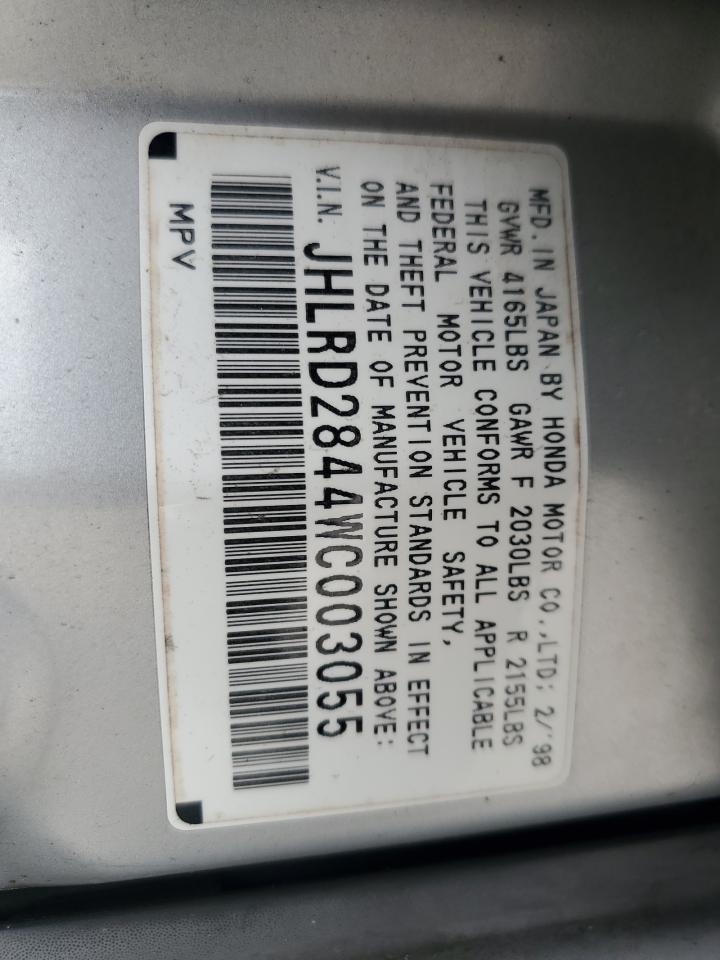 MFD. IN JAPAN BY HONDA MOTOR CO.,LTD: 2/'98
GVWR 4165LBS GAWR F 2030LBS R 2155LBS
THIS VEHICLE CONFORMS TO ALL APPLICABLE
FEDERAL MOTOR VEHICLE SAFETY,
AND THEFT PREVENTION STANDARDS IN EFFECT
ON THE DATE OF MANUFACTURE SHOWN ABOVE:
V.I.N. JHLRD2844WC003055
MPV